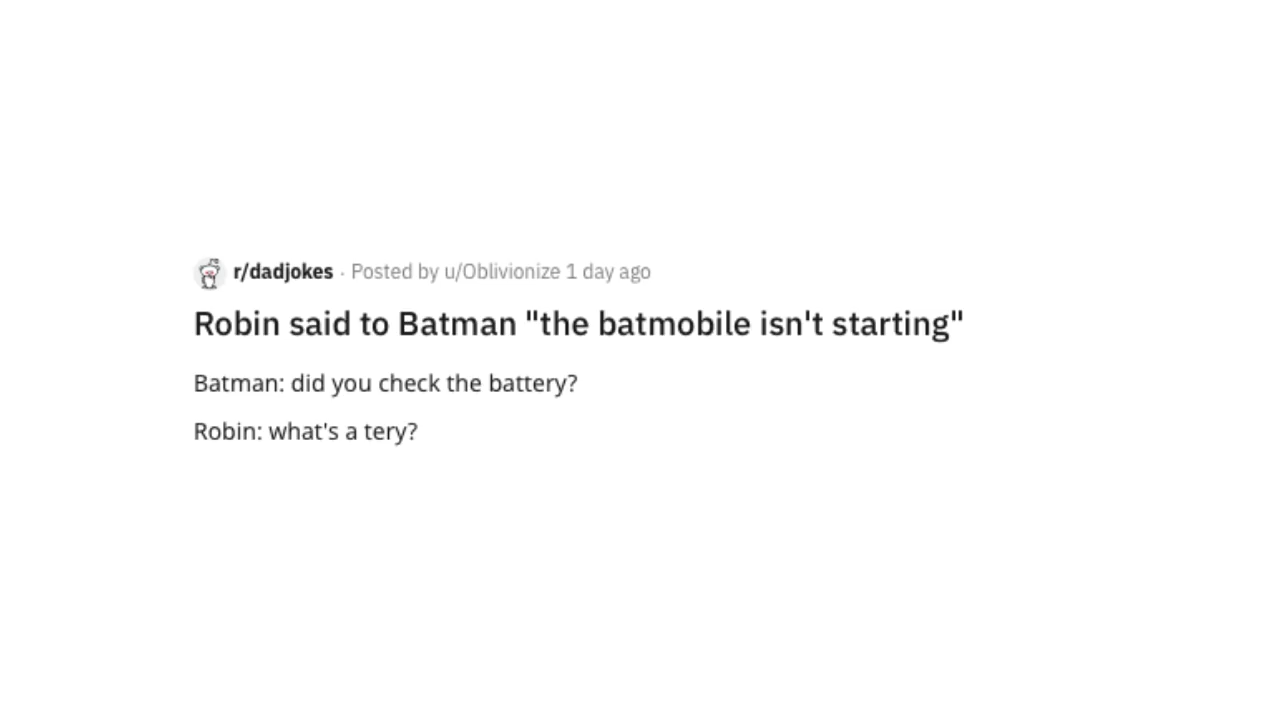 r/dadjokes · Posted by u/Oblivionize 1 day ago
Robin said to Batman "the batmobile isn't starting"
Batman: did you check the battery?
Robin: what's a tery?